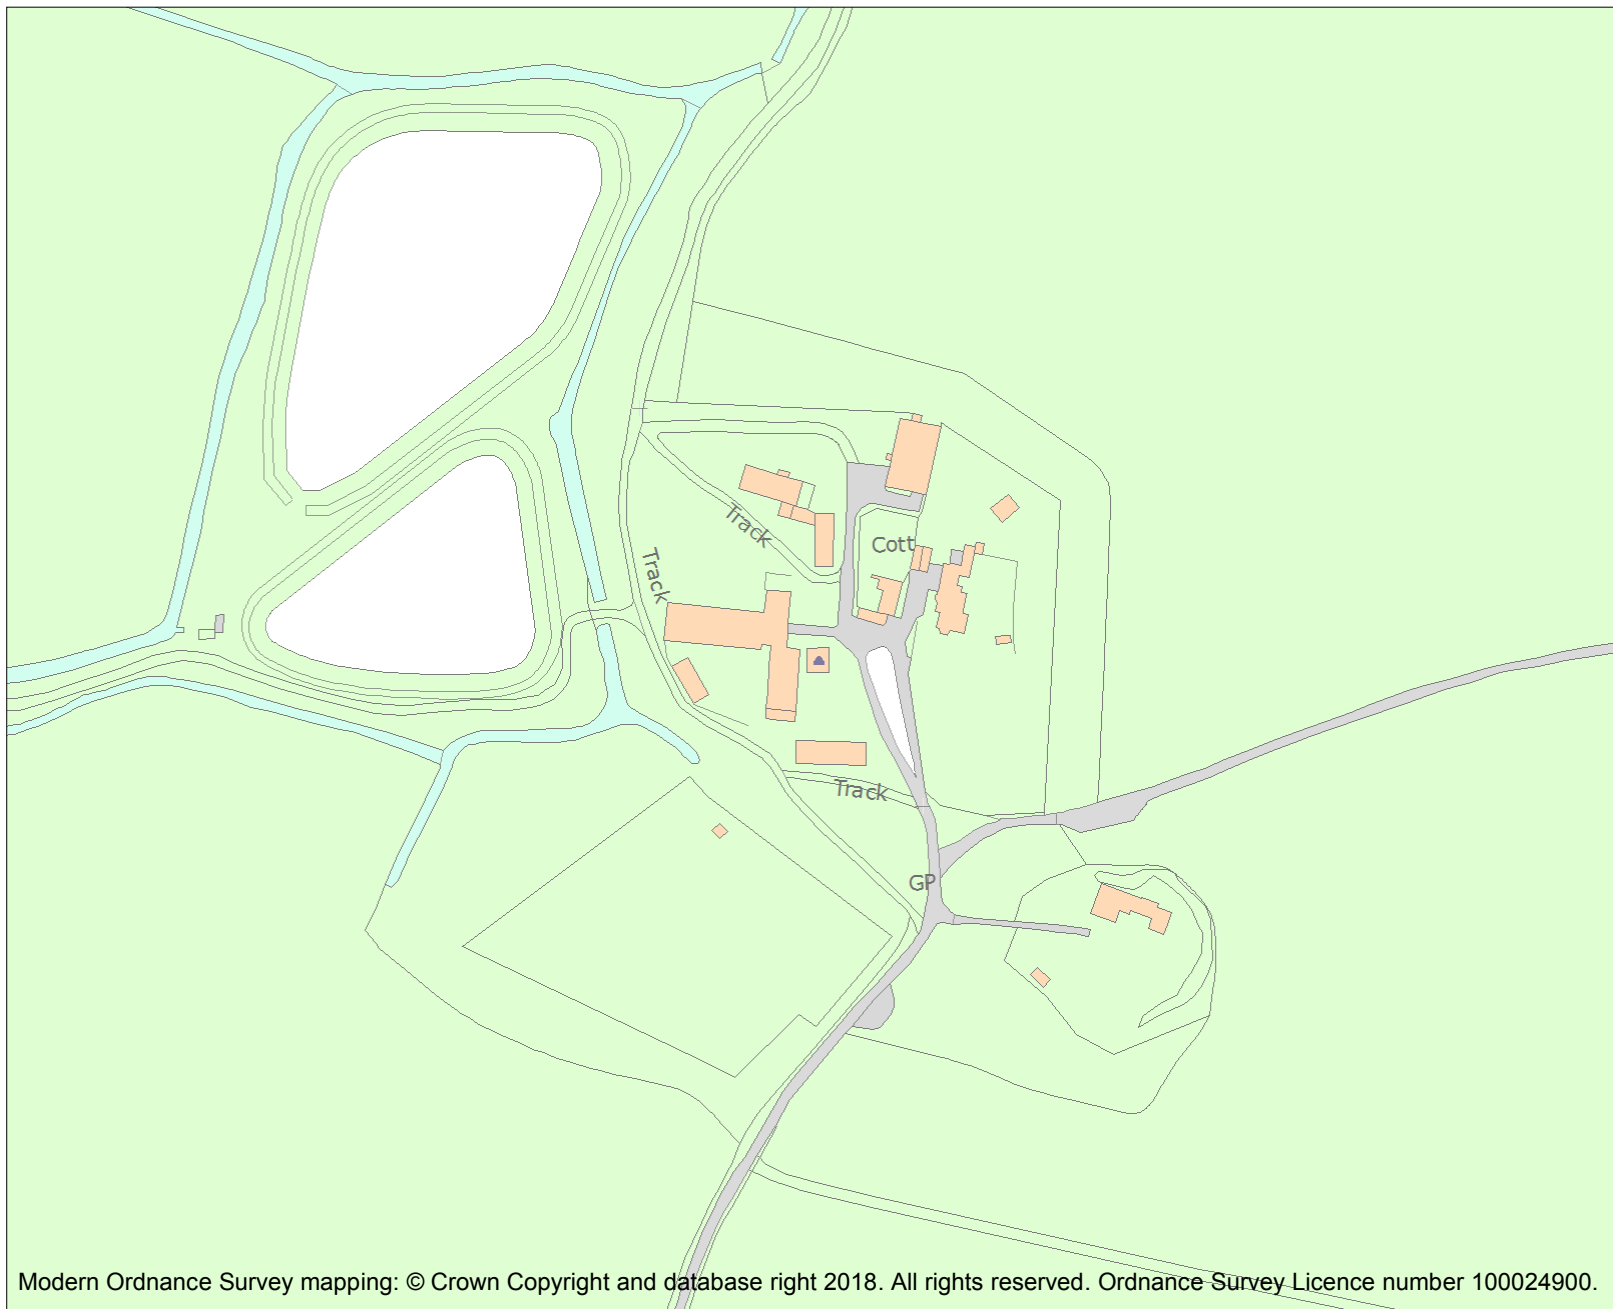 Track
Cott
Track
Track
GP
Modern Ordnance Survey mapping: © Crown Copyright and database right 2018. All rights reserved. Ordnance Survey Licence number 100024900.